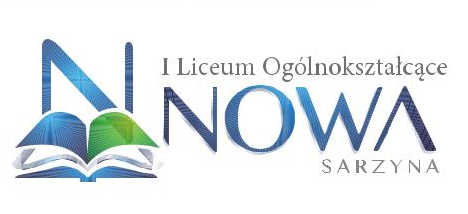 I Liceum Ogólnokształcące
N NOWA
SARZYNA